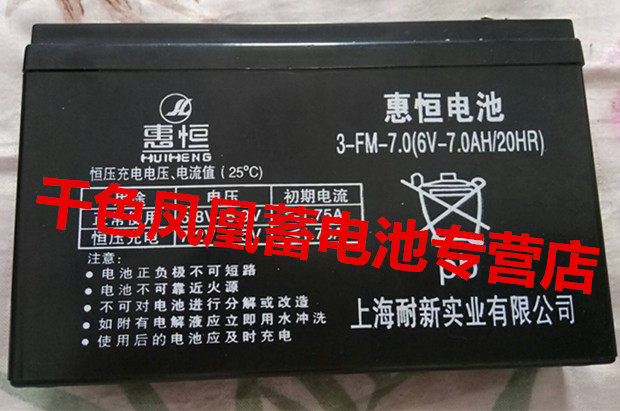 惠恒
HUIHENG
恒压充电电压、电流值(25℃)
电压 初期电流
正常使用
恒压充电
注意:
• 电池正负极不可短路
• 电池不可靠近火源
• 不可对电池进行分解或改造
• 如附有电解液应立即用水冲洗
• 使用后的电池应及时充电
惠恒电池
3-FM-7.0(6V-7.0AH/20HR)
Pb
上海耐新实业有限公司
千色凤凰蓄电池专营店